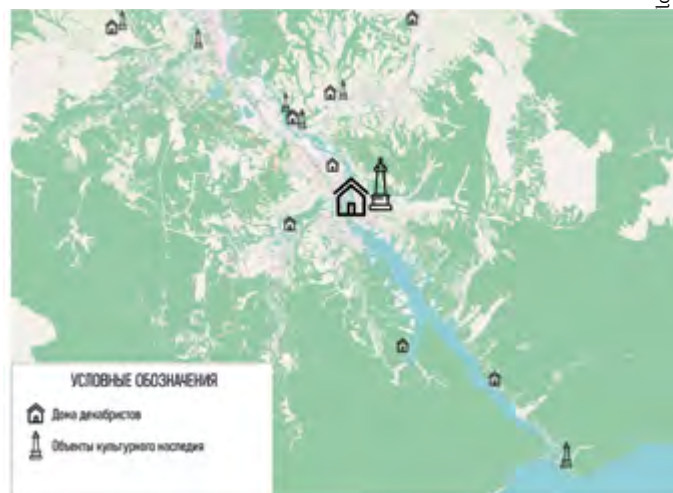 УСЛОВНЫЕ ОБОЗНАЧЕНИЯ
Дома декабристов
Объекты культурного наследия